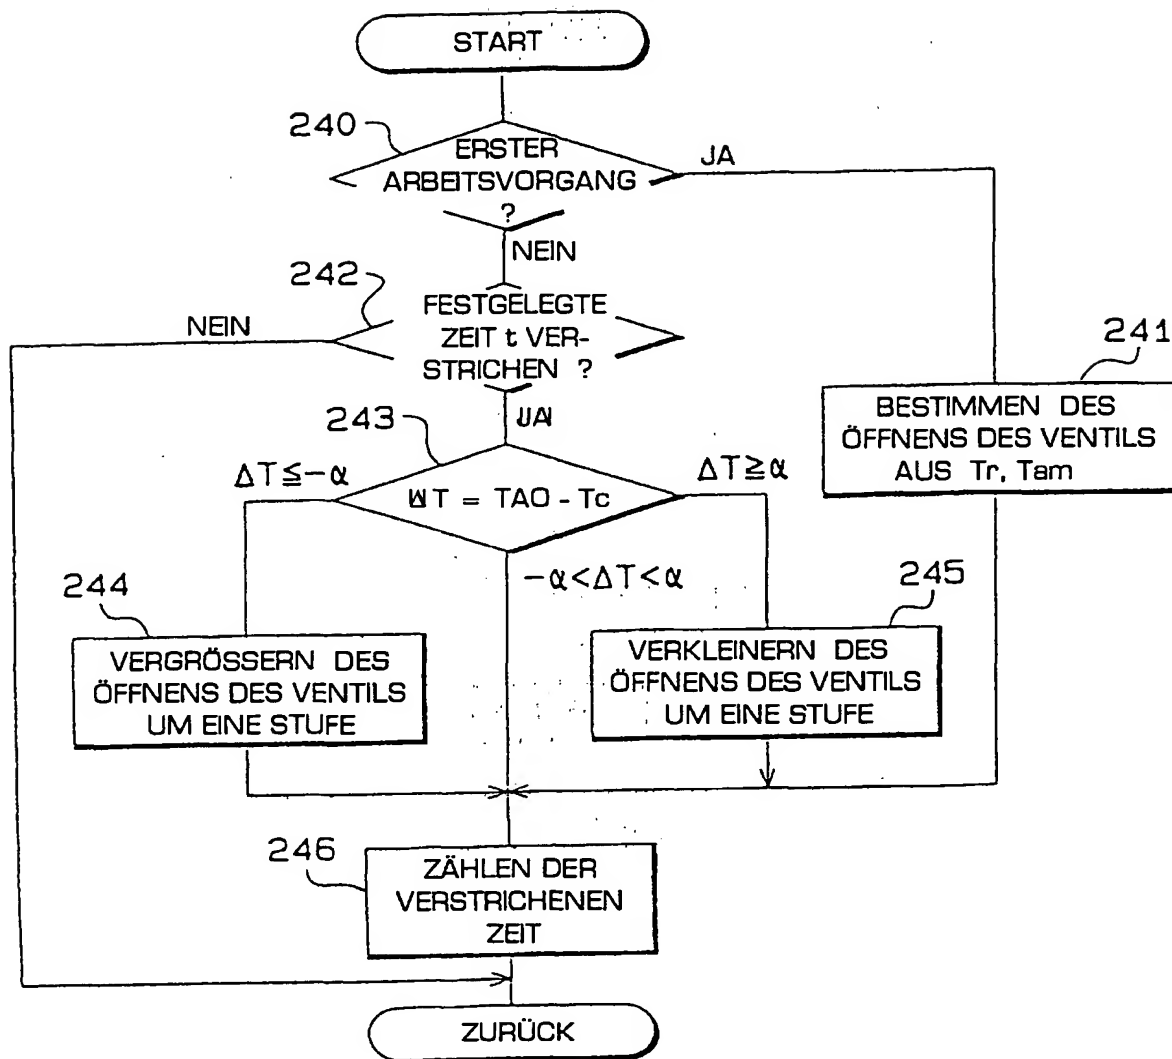 START
240
ERSTER
ARBEITSVORGANG
?
JA
NEIN
242
FESTGELEGTE
ZEIT t VER-
STRICHEN ?
NEIN
JA
241
BESTIMMEN DES
ÖFFNENS DES VENTILS
AUS Tr, Tam
243
ΔT = TAO - Tc
ΔT≦-α
ΔT≧α
-α<ΔT<α
244
VERGRÖSSERN DES
ÖFFNENS DES VENTILS
UM EINE STUFE
245
VERKLEINERN DES
ÖFFNENS DES VENTILS
UM EINE STUFE
246
ZÄHLEN DER
VERSTRICHENEN
ZEIT
ZURÜCK